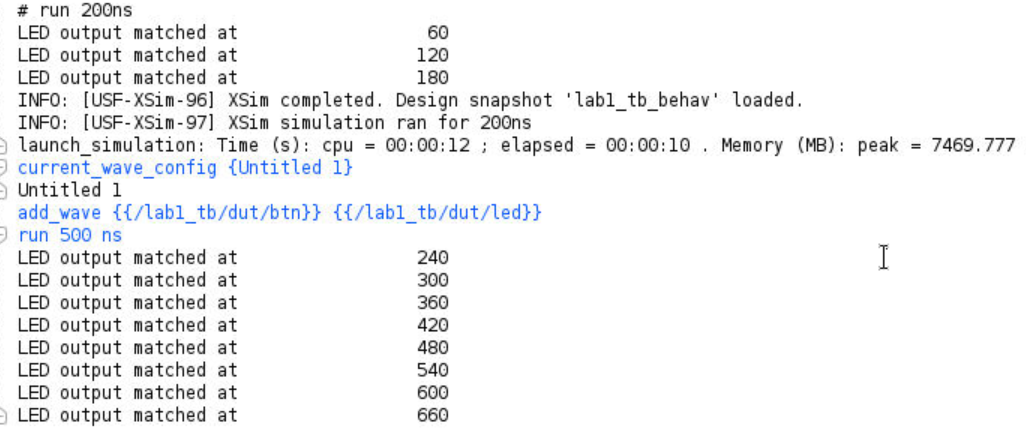 # run 200ns
LED output matched at                   60
LED output matched at                  120
LED output matched at                  180
INFO: [USF-XSim-96] XSim completed. Design snapshot 'lab1_tb_behav' loaded.
INFO: [USF-XSim-97] XSim simulation ran for 200ns
launch_simulation: Time (s): cpu = 00:00:12 ; elapsed = 00:00:10 . Memory (MB): peak = 7469.777
current_wave_config {Untitled 1}
Untitled 1
add_wave {{/lab1_tb/dut/btn}} {{/lab1_tb/dut/led}}
run 500 ns
LED output matched at                  240
LED output matched at                  300
LED output matched at                  360
LED output matched at                  420
LED output matched at                  480
LED output matched at                  540
LED output matched at                  600
LED output matched at                  660